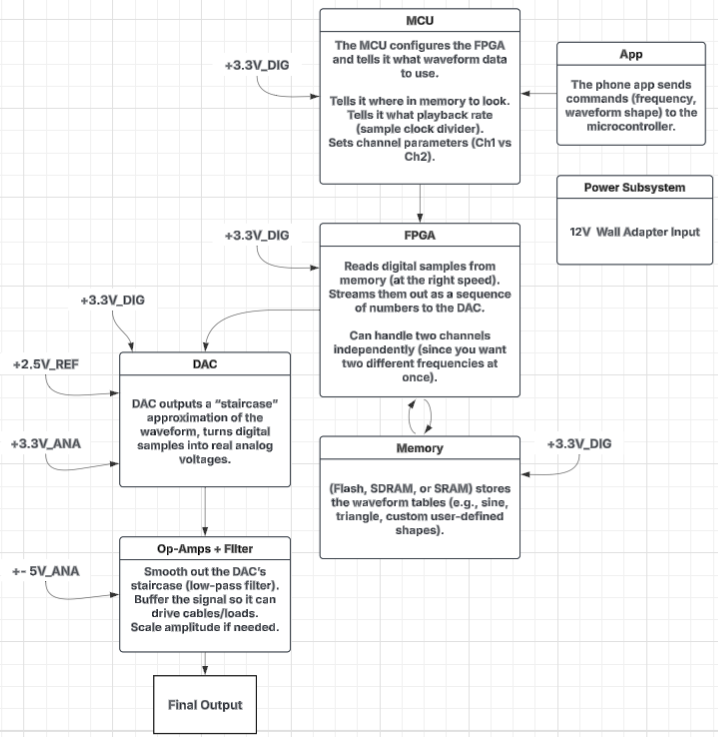 MCU
The MCU configures the FPGA
and tells it what waveform data
to use.
Tells it where in memory to look.
Tells it what playback rate
(sample clock divider).
Sets channel parameters (Ch1 vs
Ch2).
+3.3V_DIG
App
The phone app sends
commands (frequency,
waveform shape) to the
microcontroller.
Power Subsystem
12V Wall Adapter Input
+3.3V_DIG
FPGA
Reads digital samples from
memory (at the right speed).
Streams them out as a sequence
of numbers to the DAC.
Can handle two channels
independently (since you want
two different frequencies at
once).
+3.3V_DIG
+2.5V_REF
+3.3V_ANA
DAC
DAC outputs a “staircase”
approximation of the
waveform, turns digital
samples into real analog
voltages.
Memory
(Flash, SDRAM, or SRAM) stores
the waveform tables (e.g., sine,
triangle, custom user-defined
shapes).
+3.3V_DIG
+- 5V_ANA
Op-Amps + Filter
Smooth out the DAC’s
staircase (low-pass filter).
Buffer the signal so it can
drive cables/loads.
Scale amplitude if needed.
Final Output